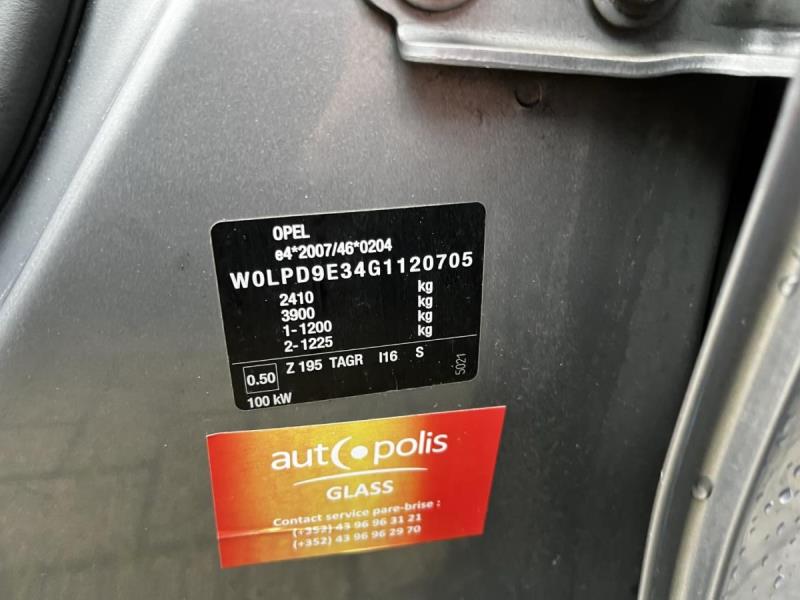 OPEL
e4*2007/46*0204
W0LPD9E34G1120705
2410 kg
3900 kg
1-1200 kg
2-1225 kg
0.50 Z 195 TAGR I16 S 5021
100 kW
autopolis
GLASS
Contact service pare-brise :
(+352) 43 96 96 31 21
(+352) 43 96 96 29 70